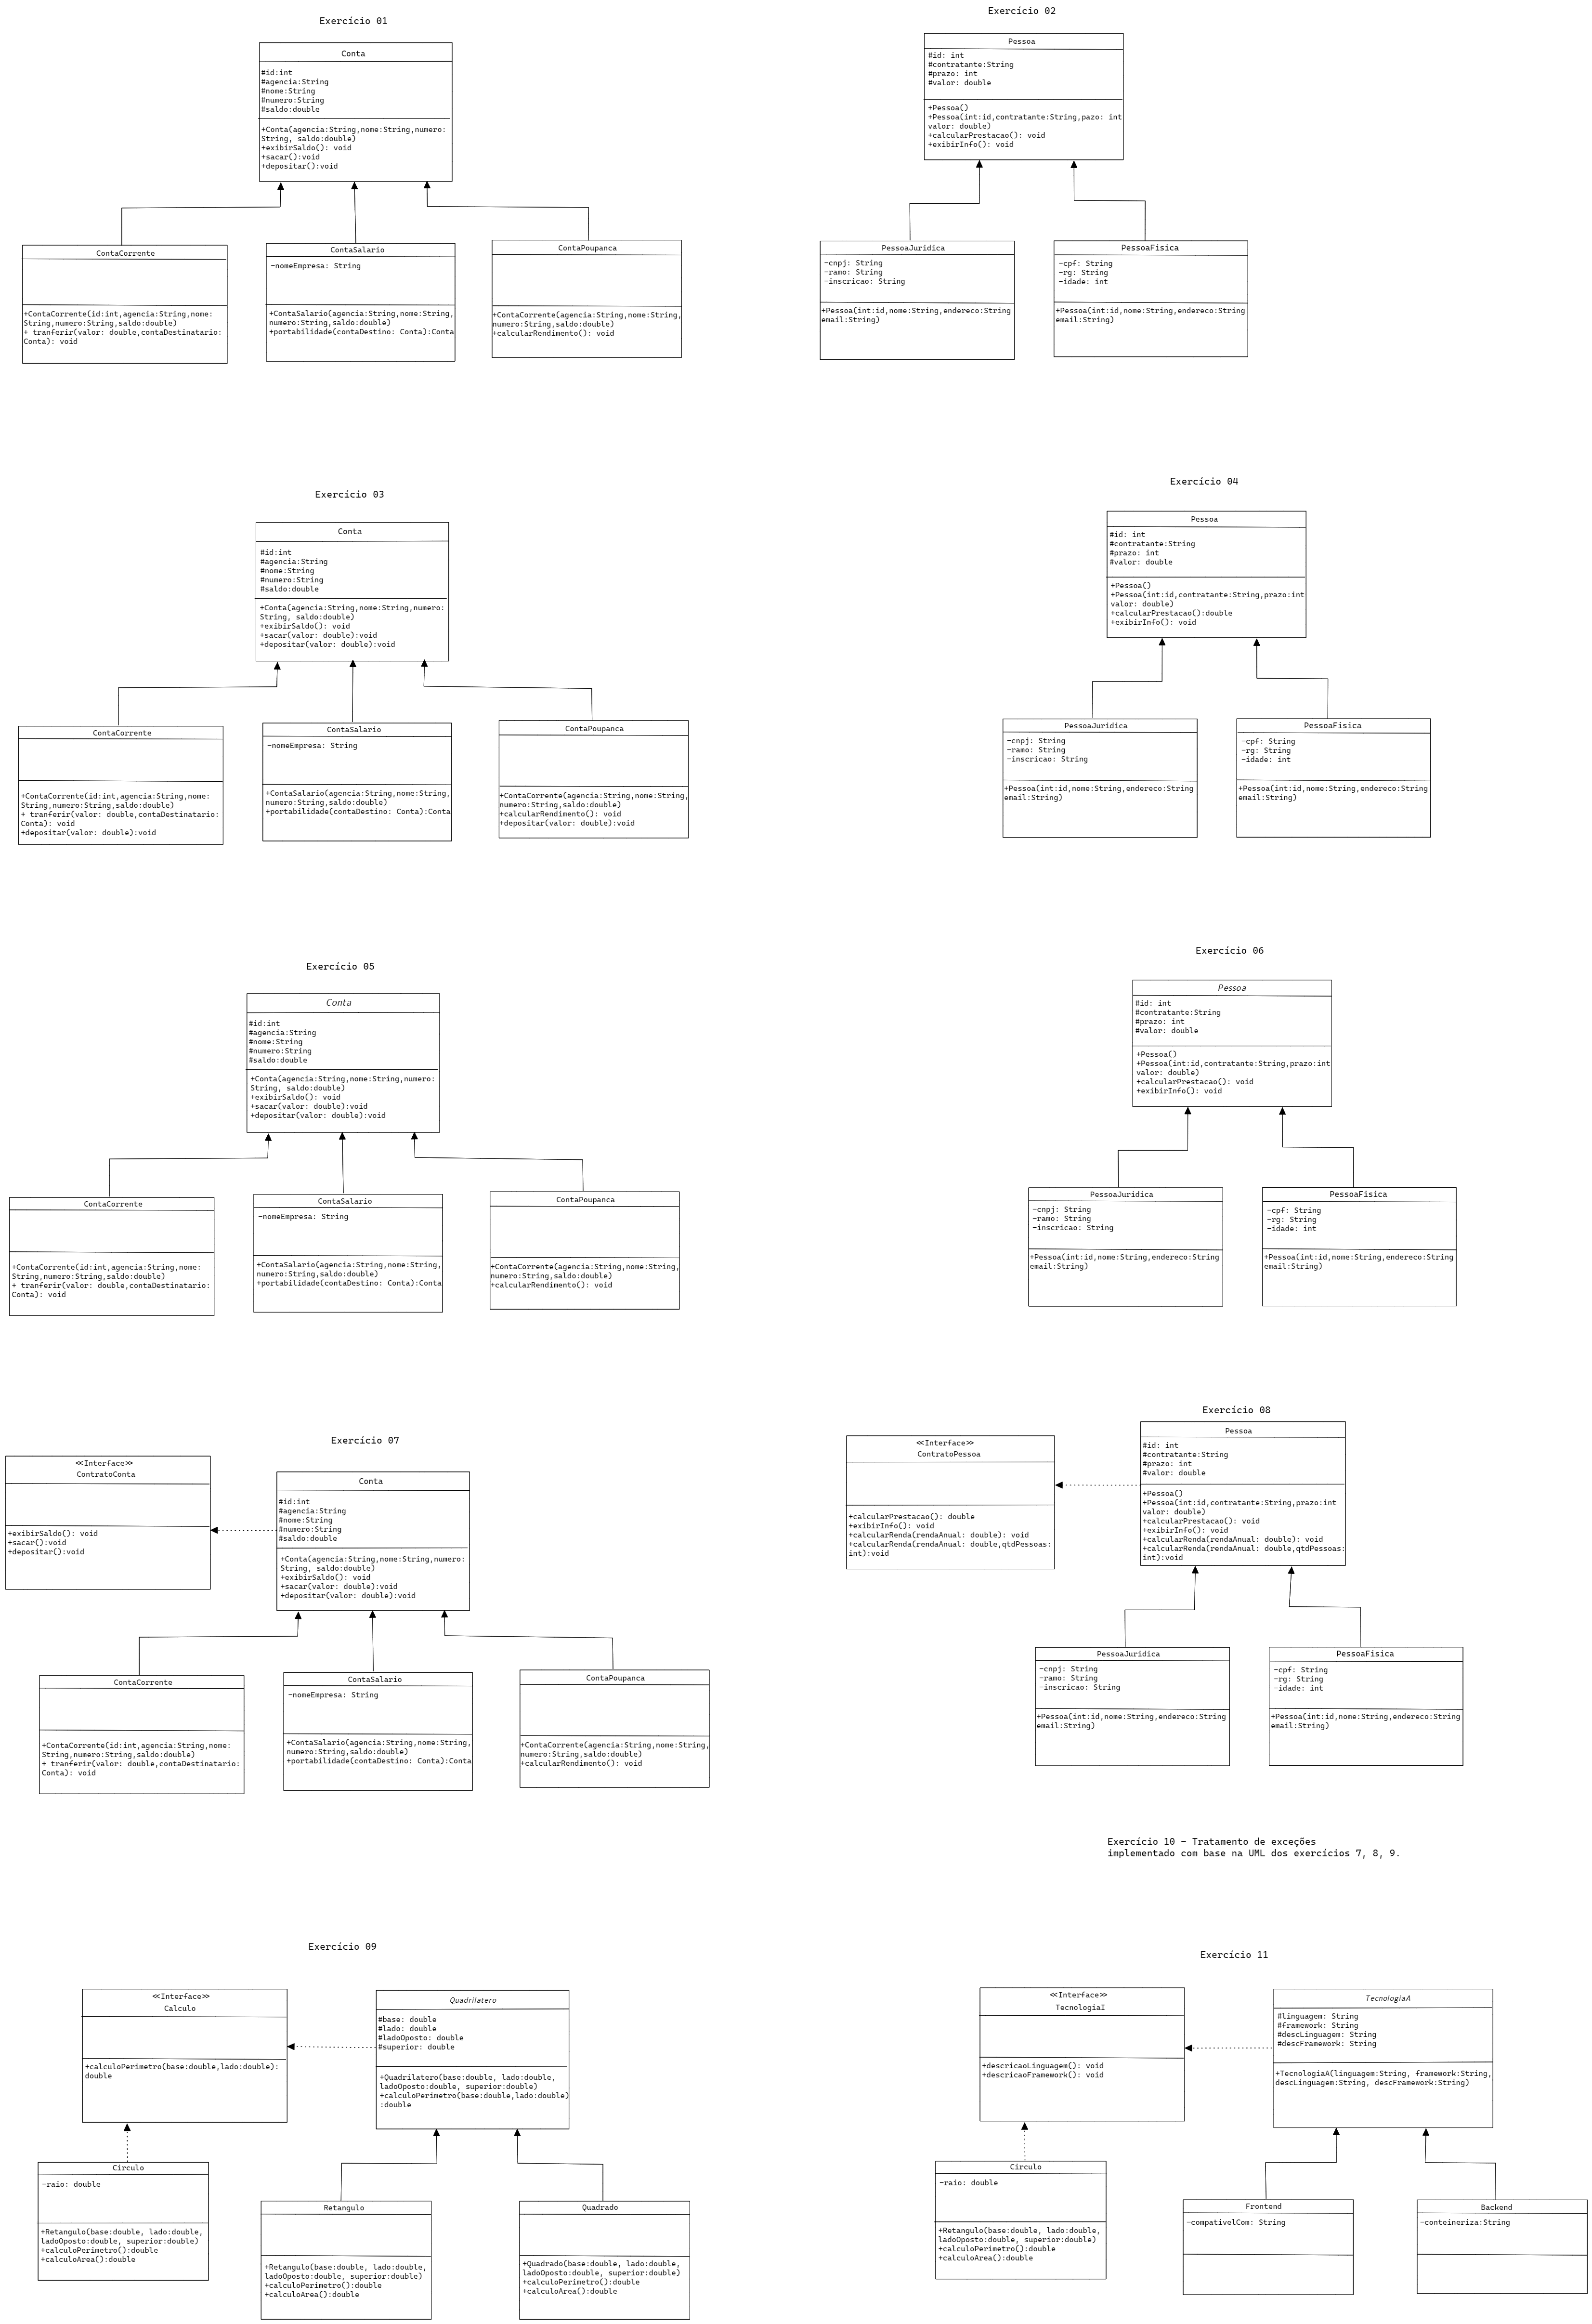 Exercício 01
Conta
#id:int
#agencia:String
#nome:String
#numero:String
#saldo:double
+Conta(agencia:String,nome:String,numero:
String, saldo:double)
+exibirSaldo(): void
+sacar():void
+depositar():void
ContaCorrente
+ContaCorrente(id:int,agencia:String,nome:
String,numero:String,saldo:double)
+ tranferir(valor: double,contaDestinatario:
Conta): void
ContaSalario
-nomeEmpresa: String
+ContaSalario(agencia:String,nome:String,
numero:String,saldo:double)
+portabilidade(contaDestino: Conta):Conta
ContaPoupanca
+ContaCorrente(agencia:String,nome:String,
numero:String,saldo:double)
+calcularRendimento(): void
Exercício 02
Pessoa
#id: int
#contratante:String
#prazo: int
#valor: double
+Pessoa()
+Pessoa(int:id,contratante:String,pazo: int
valor: double)
+calcularPrestacao(): void
+exibirInfo(): void
PessoaJuridica
-cnpj: String
-ramo: String
-inscricao: String
+Pessoa(int:id,nome:String,endereco:String
email:String)
PessoaFisica
-cpf: String
-rg: String
-idade: int
+Pessoa(int:id,nome:String,endereco:String
email:String)
Exercício 03
Conta
#id:int
#agencia:String
#nome:String
#numero:String
#saldo:double
+Conta(agencia:String,nome:String,numero:
String, saldo:double)
+exibirSaldo(): void
+sacar(valor: double):void
+depositar(valor: double):void
ContaCorrente
+ContaCorrente(id:int,agencia:String,nome:
String,numero:String,saldo:double)
+ tranferir(valor: double,contaDestinatario:
Conta): void
+depositar(valor: double):void
ContaSalario
-nomeEmpresa: String
+ContaSalario(agencia:String,nome:String,
numero:String,saldo:double)
+portabilidade(contaDestino: Conta):Conta
ContaPoupanca
+ContaCorrente(agencia:String,nome:String,
numero:String,saldo:double)
+calcularRendimento(): void
+depositar(valor: double):void
Exercício 04
Pessoa
#id: int
#contratante:String
#prazo: int
#valor: double
+Pessoa()
+Pessoa(int:id,contratante:String,prazo:int
valor: double)
+calcularPrestacao():double
+exibirInfo(): void
PessoaJuridica
-cnpj: String
-ramo: String
-inscricao: String
+Pessoa(int:id,nome:String,endereco:String
email:String)
PessoaFisica
-cpf: String
-rg: String
-idade: int
+Pessoa(int:id,nome:String,endereco:String
email:String)
Exercício 05
Conta
#id:int
#agencia:String
#nome:String
#numero:String
#saldo:double
+Conta(agencia:String,nome:String,numero:
String, saldo:double)
+exibirSaldo(): void
+sacar(valor: double):void
+depositar(valor: double):void
ContaCorrente
+ContaCorrente(id:int,agencia:String,nome:
String,numero:String,saldo:double)
+ tranferir(valor: double,contaDestinatario:
Conta): void
ContaSalario
-nomeEmpresa: String
+ContaSalario(agencia:String,nome:String,
numero:String,saldo:double)
+portabilidade(contaDestino: Conta):Conta
ContaPoupanca
+ContaCorrente(agencia:String,nome:String,
numero:String,saldo:double)
+calcularRendimento(): void
Exercício 06
Pessoa
#id: int
#contratante:String
#prazo: int
#valor: double
+Pessoa()
+Pessoa(int:id,contratante:String,prazo:int
valor: double)
+calcularPrestacao(): void
+exibirInfo(): void
PessoaJuridica
-cnpj: String
-ramo: String
-inscricao: String
+Pessoa(int:id,nome:String,endereco:String
email:String)
PessoaFisica
-cpf: String
-rg: String
-idade: int
+Pessoa(int:id,nome:String,endereco:String
email:String)
Exercício 07
<<Interface>>
ContratoConta
+exibirSaldo(): void
+sacar():void
+depositar():void
Conta
#id:int
#agencia:String
#nome:String
#numero:String
#saldo:double
+Conta(agencia:String,nome:String,numero:
String, saldo:double)
+exibirSaldo(): void
+sacar(valor: double):void
+depositar(valor: double):void
ContaCorrente
+ContaCorrente(id:int,agencia:String,nome:
String,numero:String,saldo:double)
+ tranferir(valor: double,contaDestinatario:
Conta): void
ContaSalario
-nomeEmpresa: String
+ContaSalario(agencia:String,nome:String,
numero:String,saldo:double)
+portabilidade(contaDestino: Conta):Conta
ContaPoupanca
+ContaCorrente(agencia:String,nome:String,
numero:String,saldo:double)
+calcularRendimento(): void
Exercício 08
<<Interface>>
ContratoPessoa
+calcularPrestacao(): double
+exibirInfo(): void
+calcularRenda(rendaAnual: double): void
+calcularRenda(rendaAnual: double,qtdPessoas:
int):void
Pessoa
#id: int
#contratante:String
#prazo: int
#valor: double
+Pessoa()
+Pessoa(int:id,contratante:String,prazo:int
valor: double)
+calcularPrestacao(): void
+exibirInfo(): void
+calcularRenda(rendaAnual: double): void
+calcularRenda(rendaAnual: double,qtdPessoas:
int):void
PessoaJuridica
-cnpj: String
-ramo: String
-inscricao: String
+Pessoa(int:id,nome:String,endereco:String
email:String)
PessoaFisica
-cpf: String
-rg: String
-idade: int
+Pessoa(int:id,nome:String,endereco:String
email:String)
Exercício 10 - Tratamento de exceções
implementado com base na UML dos exercícios 7, 8, 9.
Exercício 09
<<Interface>>
Calculo
+calculoPerimetro(base:double,lado:double):
double
Quadrilatero
#base: double
#lado: double
#ladoOposto: double
#superior: double
+Quadrilatero(base:double, lado:double,
ladoOposto:double, superior:double)
+calculoPerimetro(base:double,lado:double)
:double
Circulo
-raio: double
+Retangulo(base:double, lado:double,
ladoOposto:double, superior:double)
+calculoPerimetro():double
+calculoArea():double
Retangulo
+Retangulo(base:double, lado:double,
ladoOposto:double, superior:double)
+calculoPerimetro():double
+calculoArea():double
Quadrado
+Quadrado(base:double, lado:double,
ladoOposto:double, superior:double)
+calculoPerimetro():double
+calculoArea():double
Exercício 11
<<Interface>>
TecnologiaI
+descricaoLinguagem(): void
+descricaoFramework(): void
TecnologiaA
#linguagem: String
#framework: String
#descLinguagem: String
#descFramework: String
+TecnologiaA(linguagem:String, framework:String,
descLinguagem:String, descFramework:String)
Circulo
-raio: double
+Retangulo(base:double, lado:double,
ladoOposto:double, superior:double)
+calculoPerimetro():double
+calculoArea():double
Frontend
-compativelCom: String
Backend
-conteineriza:String